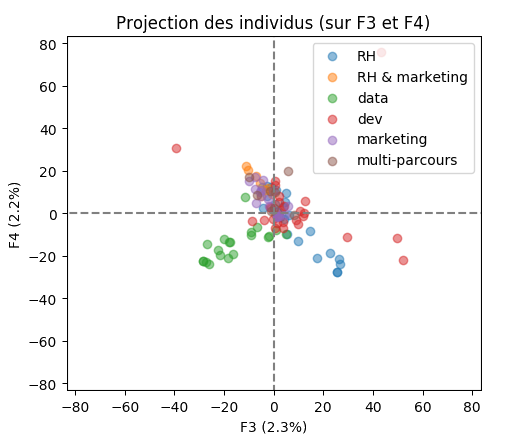 Projection des individus (sur F3 et F4)
80
60
40
20
0
−20
−40
−60
−80
F4 (2.2%)
RH
RH & marketing
data
dev
marketing
multi-parcours
−80
−60
−40
−20
0
20
40
60
80
F3 (2.3%)